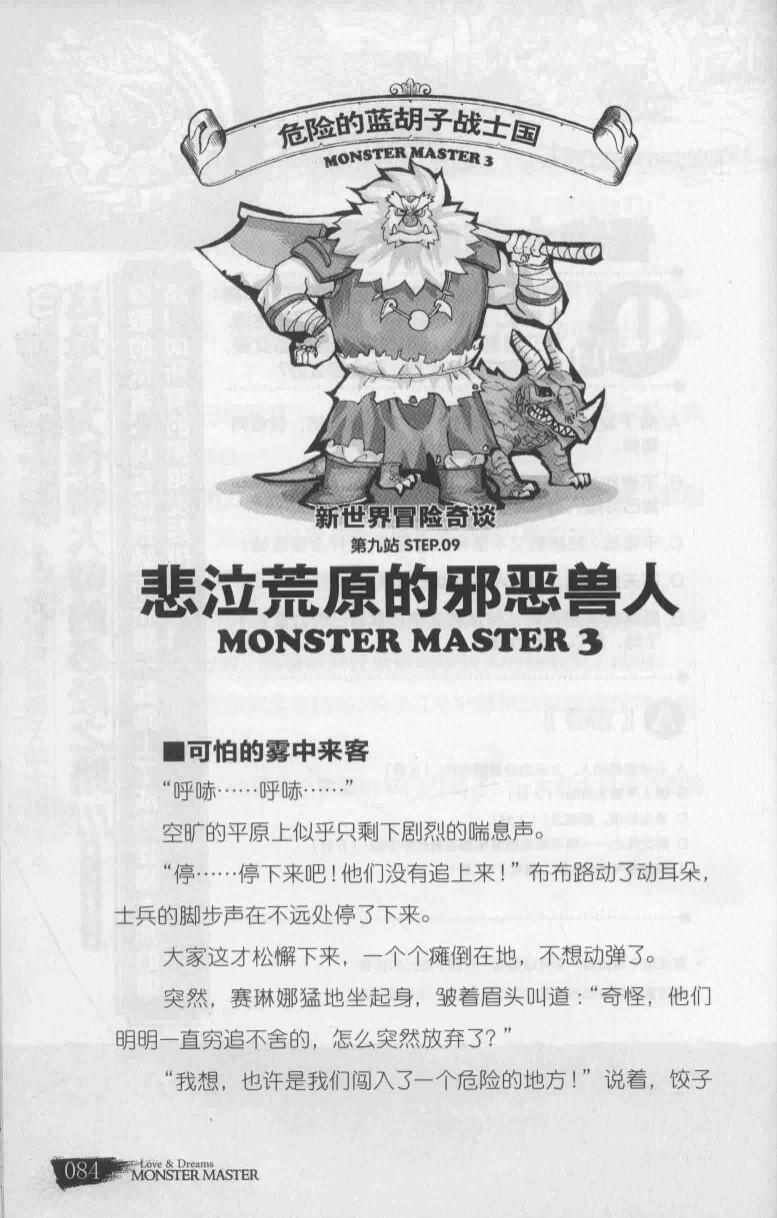 危险的蓝胡子战士国
MONSTER MASTER 3
新世界冒险奇谈
第九站 STEP.09
悲泣荒原的邪恶兽人
MONSTER MASTER 3
■可怕的雾中来客
“呼哧……呼哧……”
空旷的平原上似乎只剩下剧烈的喘息声。
“停……停下来吧！他们没有追上来！”布布路动了动耳朵，
士兵的脚步声在不远处停了下来。
大家这才松懈下来，一个个瘫倒在地，不想动弹了。
突然，赛琳娜猛地坐起身，皱着眉头叫道：“奇怪，他们
明明一直穷追不舍的，怎么突然放弃了？”
“我想，也许是我们闯入了一个危险的地方！”说着，饺子
084
Love & Dreams
MONSTER MASTER